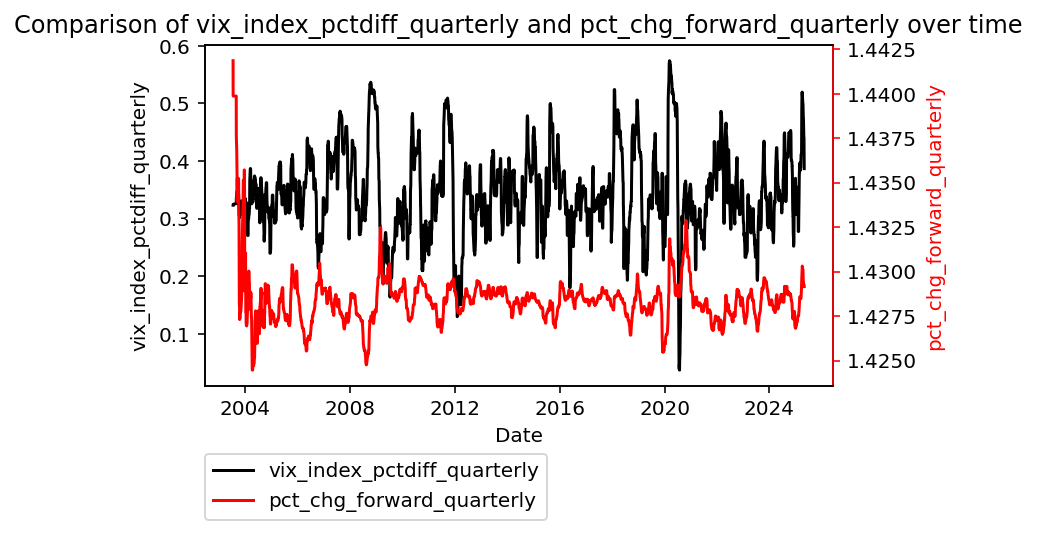 Comparison of vix_index_pctdiff_quarterly and pct_chg_forward_quarterly over time
vix_index_pctdiff_quarterly
0.6
0.5
0.4
0.3
0.2
0.1
1.4425
1.4400
1.4375
1.4350
1.4325
1.4300
1.4275
1.4250
pct_chg_forward_quarterly
2004 2008 2012 2016 2020 2024
Date
vix_index_pctdiff_quarterly
pct_chg_forward_quarterly